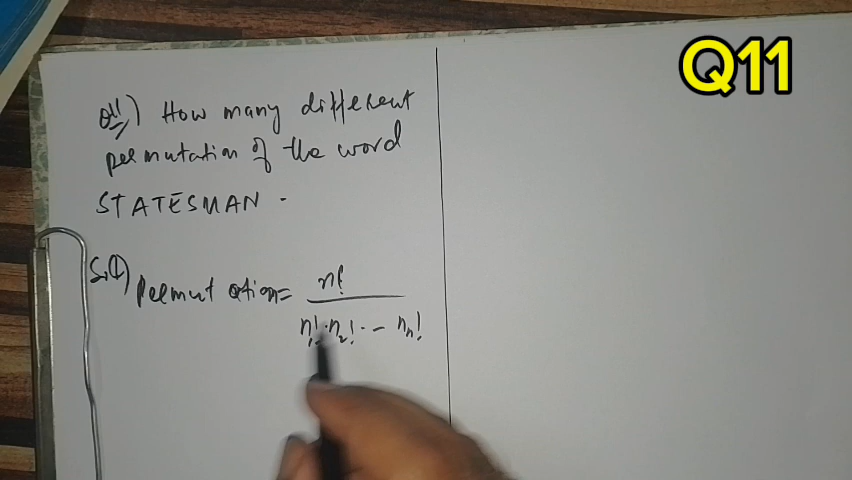 Q11
Q11) How many different
permutation of the word
STATESMAN .
Sol) Permutation = n!
n₁! . n₂! . - nₙ!